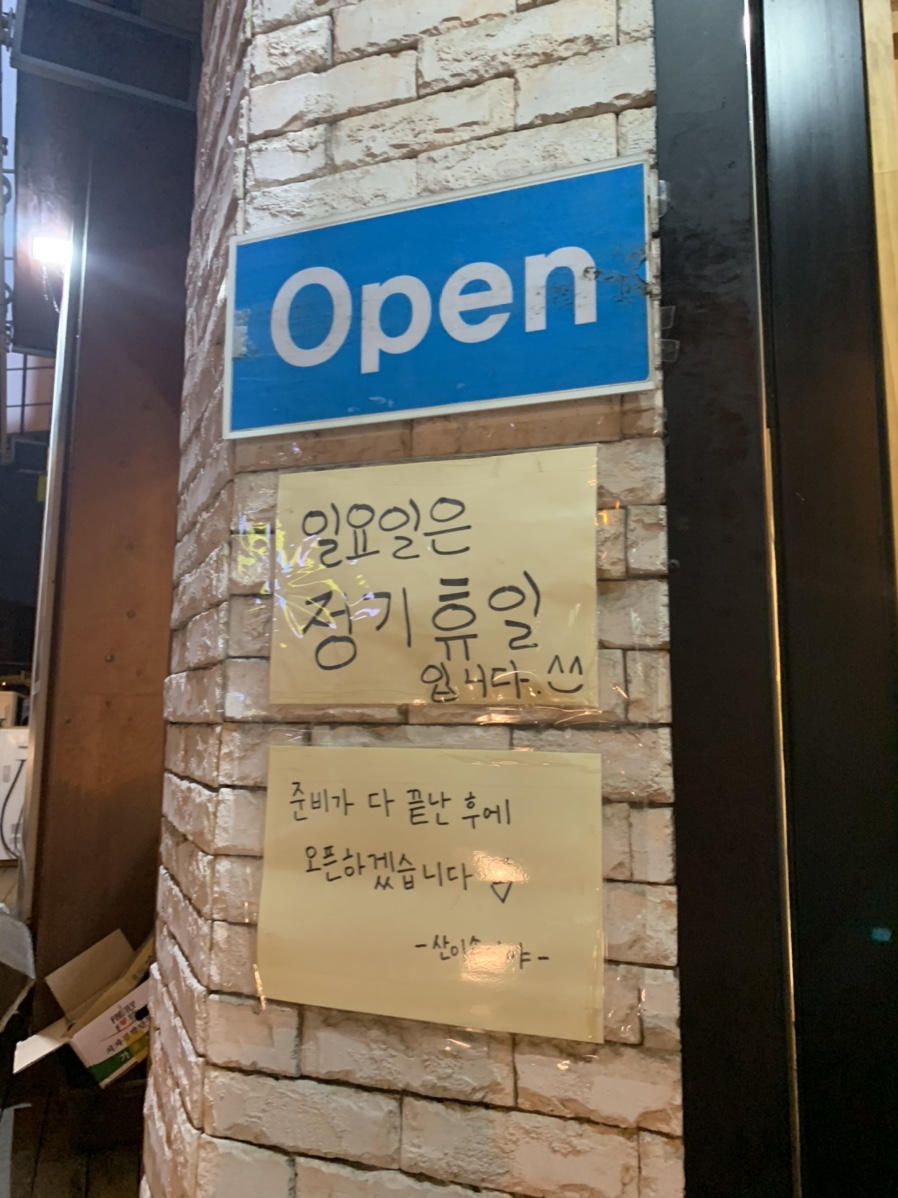 Open
일요일은
정기휴일
입니다. ^^
준비가 다 끝난 후에
오픈하겠습니다 ♡